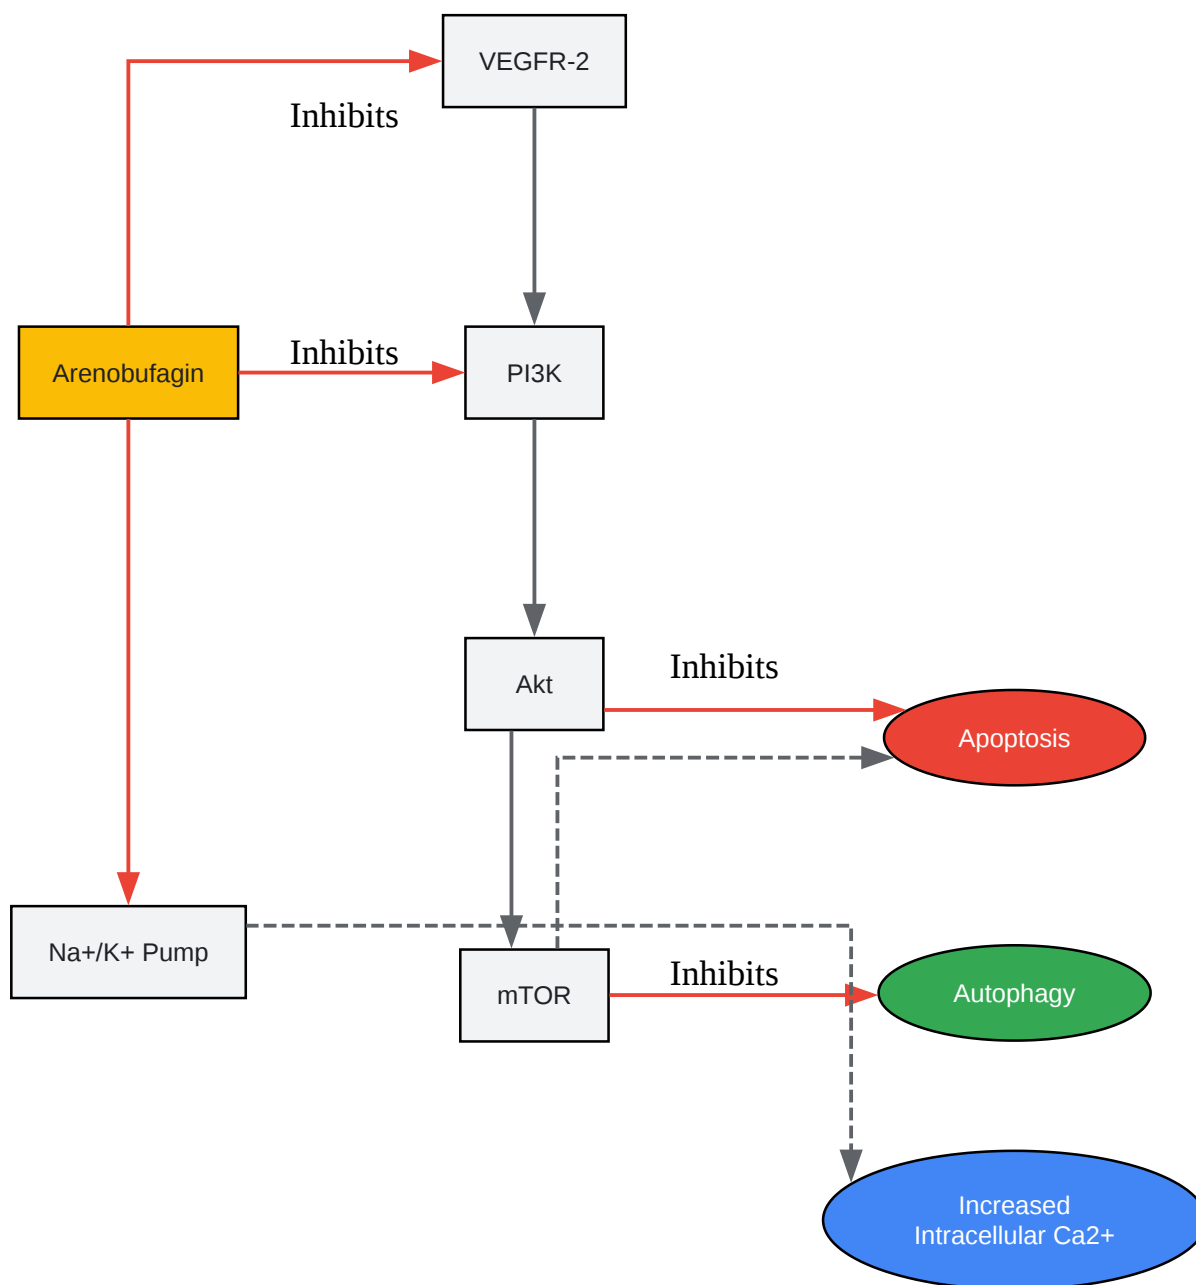 VEGFR-2
Inhibits
Arenobufagin
Inhibits
PI3K
Akt
Inhibits
Apoptosis
Na+/K+ Pump
mTOR
Inhibits
Autophagy
Increased
Intracellular Ca2+